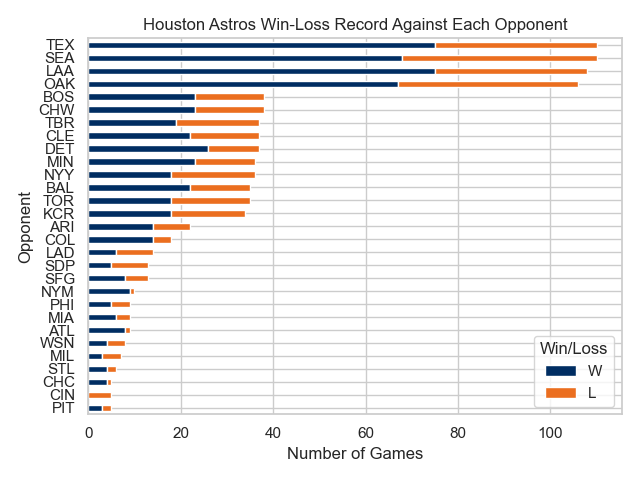 Houston Astros Win-Loss Record Against Each Opponent
Opponent
TEX
SEA
LAA
OAK
BOS
CHW
TBR
CLE
DET
MIN
NYY
BAL
TOR
KCR
ARI
COL
LAD
SDP
SFG
NYM
PHI
MIA
ATL
WSN
MIL
STL
CHC
CIN
PIT
Win/Loss
W
L
0 20 40 60 80 100
Number of Games